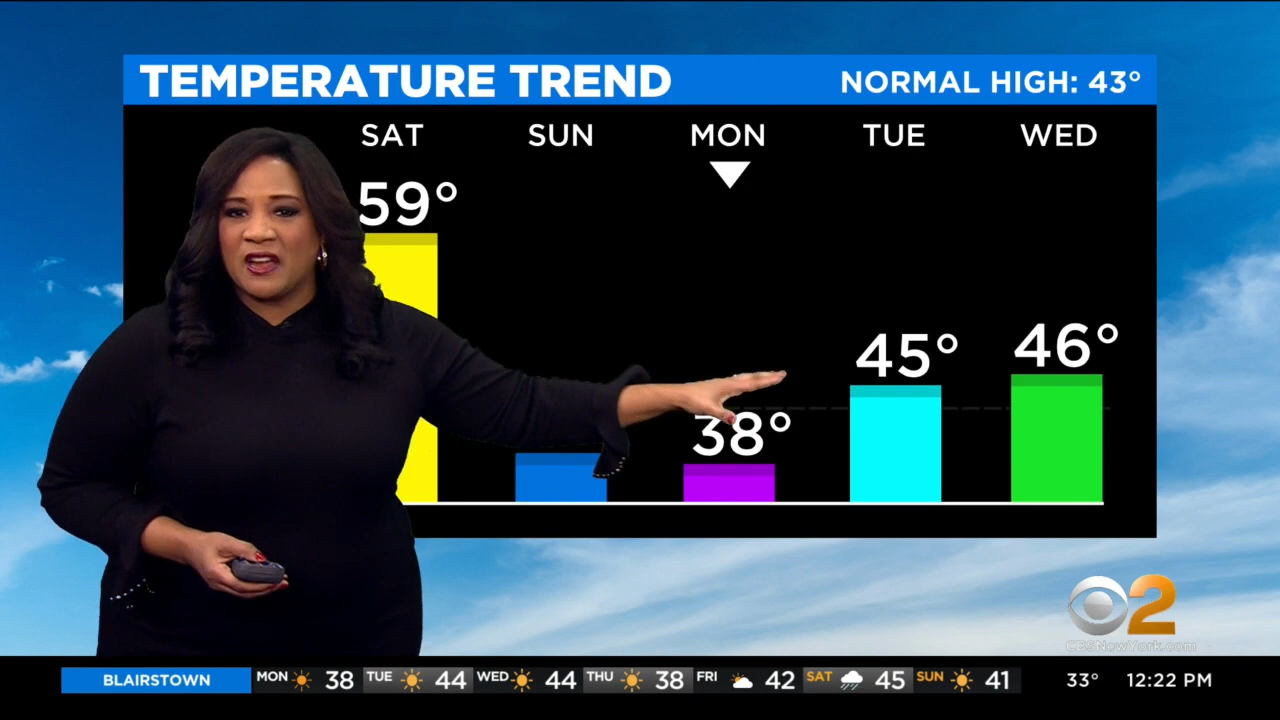 TEMPERATURE TREND NORMAL HIGH: 43°
SAT SUN MON TUE WED
59°
45° 46°
38°
2
CBSNewYork.com
BLAIRSTOWN MON 38 TUE 44 WED 44 THU 38 FRI 42 SAT 45 SUN 41 33° 12:22 PM